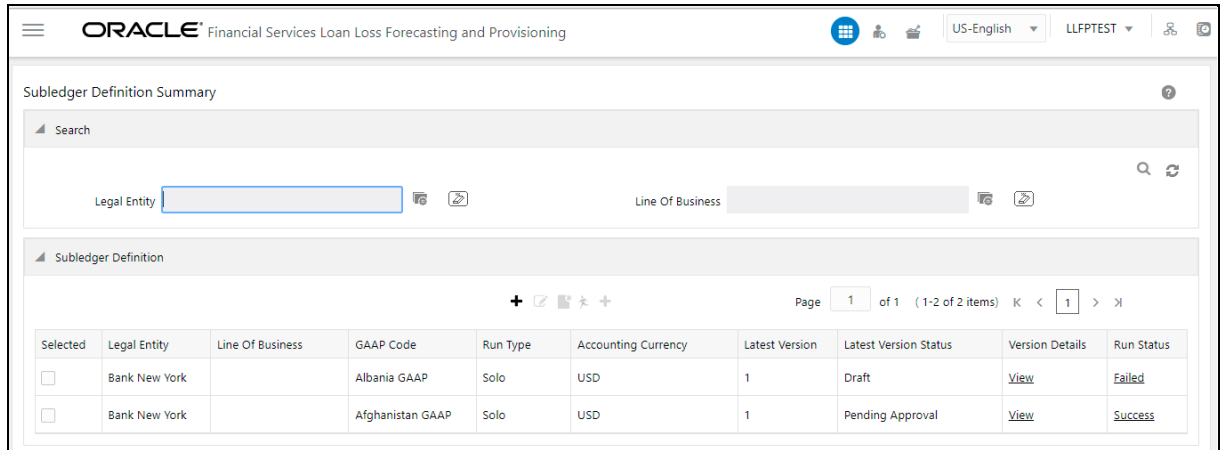 ORACLE® Financial Services Loan Loss Forecasting and Provisioning US-English LLFPTEST
Subledger Definition Summary
Search
Legal Entity Line Of Business
Subledger Definition
Page 1 of 1 (1-2 of 2 items) 1
Selected Legal Entity Line Of Business GAAP Code Run Type Accounting Currency Latest Version Latest Version Status Version Details Run Status
Bank New York Albania GAAP Solo USD 1 Draft View Failed
Bank New York Afghanistan GAAP Solo USD 1 Pending Approval View Success